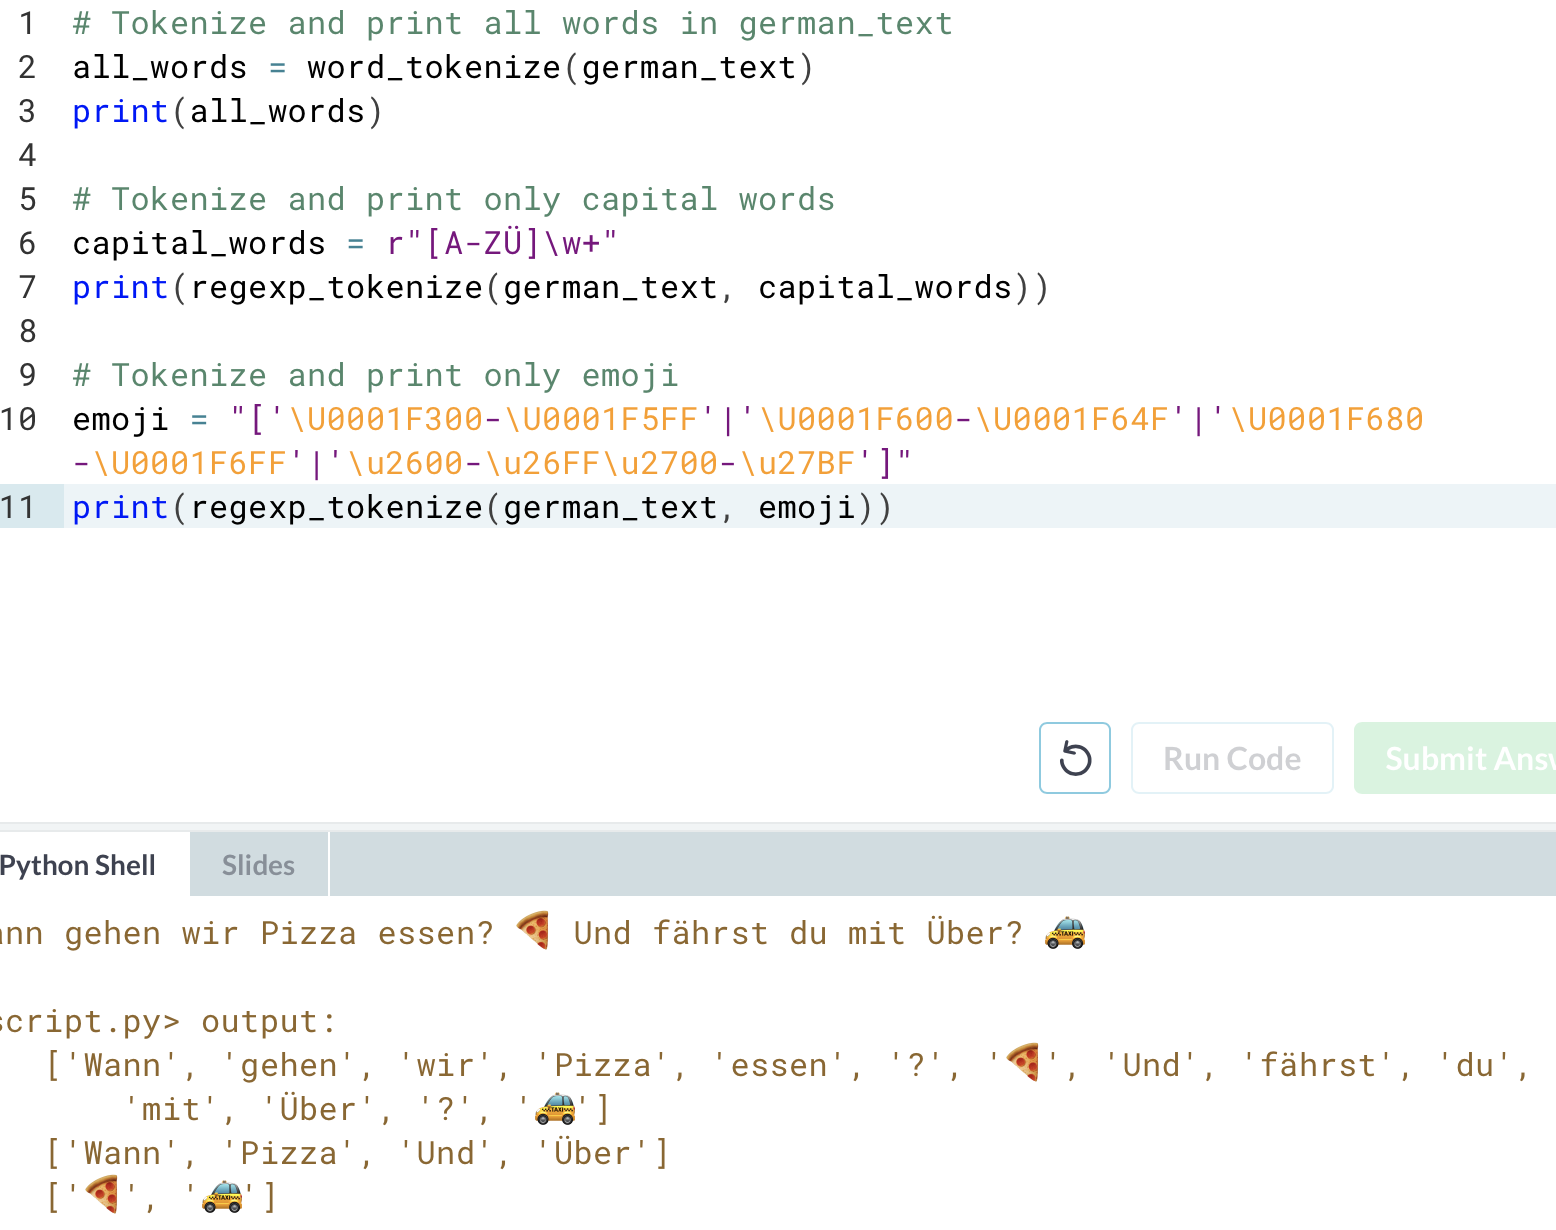 1 # Tokenize and print all words in german_text
2 all_words = word_tokenize(german_text)
3 print(all_words)
4
5 # Tokenize and print only capital words
6 capital_words = r"[A-ZÜ]\w+"
7 print(regexp_tokenize(german_text, capital_words))
8
9 # Tokenize and print only emoji
10 emoji = "['\U0001F300-\U0001F5FF'|'\U0001F600-\U0001F64F'|'\U0001F680
-\U0001F6FF'|'\u2600-\u26FF\u2700-\u27BF']"
11 print(regexp_tokenize(german_text, emoji))
Run Code
Submit Answ
Python Shell
Slides
ann gehen wir Pizza essen? 🍕 Und fährst du mit Über? 🚕
script.py> output:
['Wann', 'gehen', 'wir', 'Pizza', 'essen', '?', '🍕', 'Und', 'fährst', 'du',
'mit', 'Über', '?', '🚕']
['Wann', 'Pizza', 'Und', 'Über']
['🍕', '🚕']